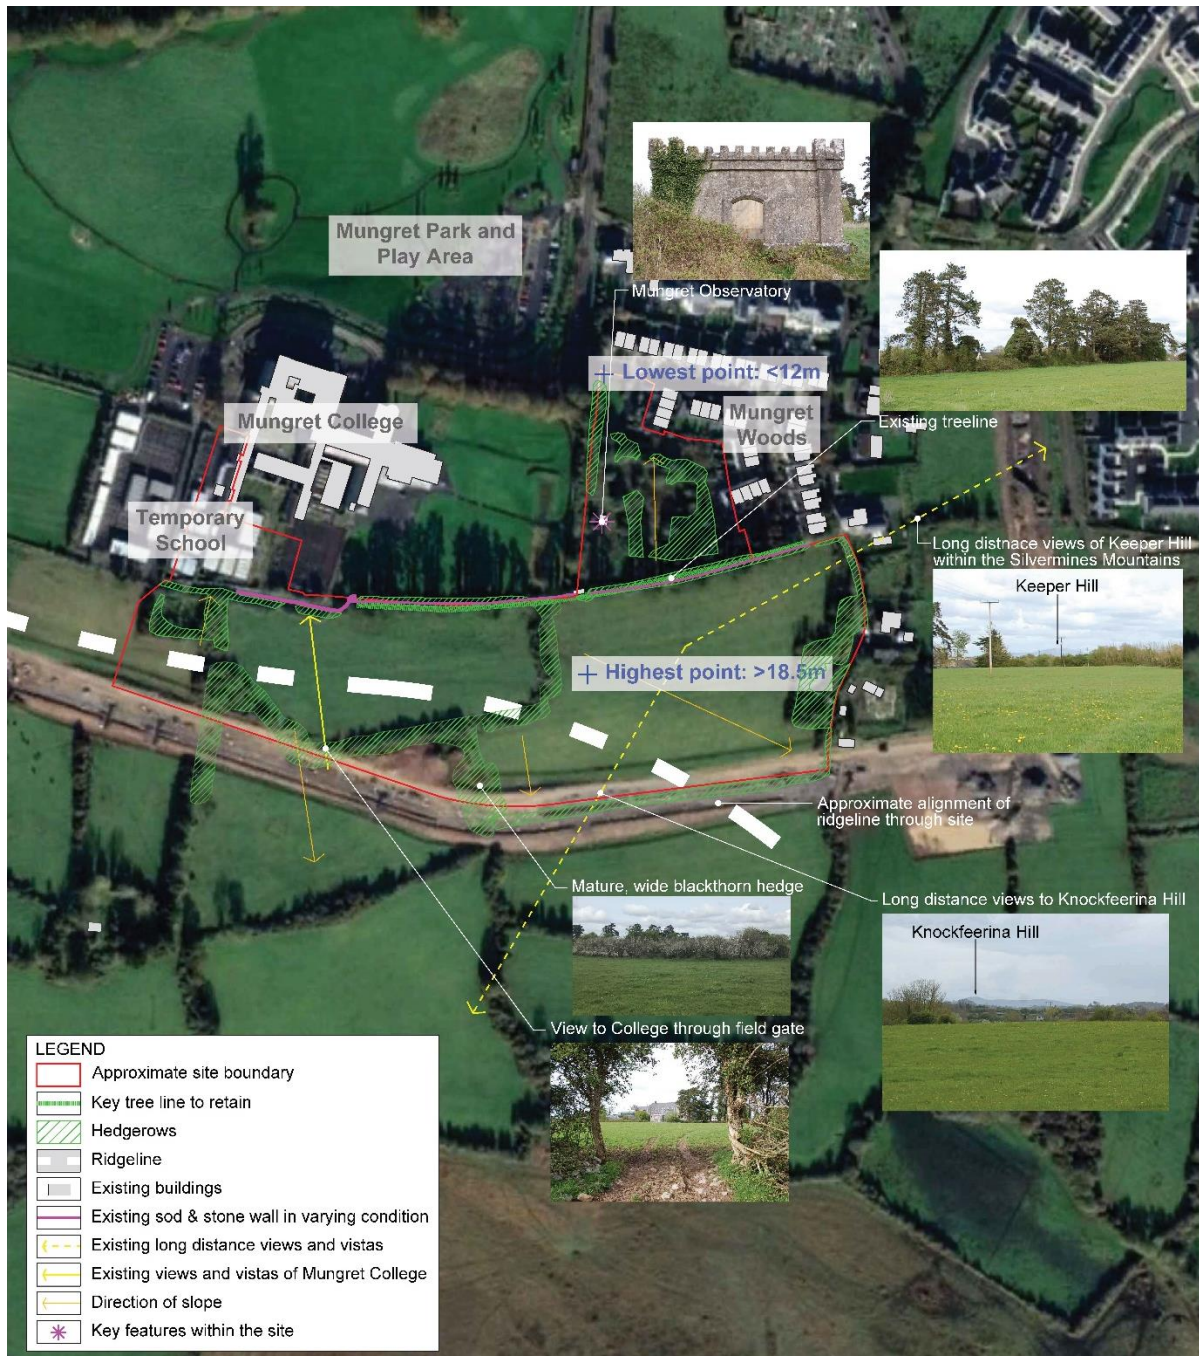 Mungret Park and
Play Area
Mungret Observatory
Lowest point: <12m
Mungret College
Mungret
Woods
Existing treeline
Temporary
School
Long distnace views of Keeper Hill
within the Silvermines Mountains
Keeper Hill
Highest point: >18.5m
Approximate alignment of
ridgeline through site
Mature, wide blackthorn hedge
Long distance views to Knockfeerina Hill
Knockfeerina Hill
View to College through field gate
LEGEND
Approximate site boundary
Key tree line to retain
Hedgerows
Ridgeline
Existing buildings
Existing sod & stone wall in varying condition
Existing long distance views and vistas
Existing views and vistas of Mungret College
Direction of slope
Key features within the site